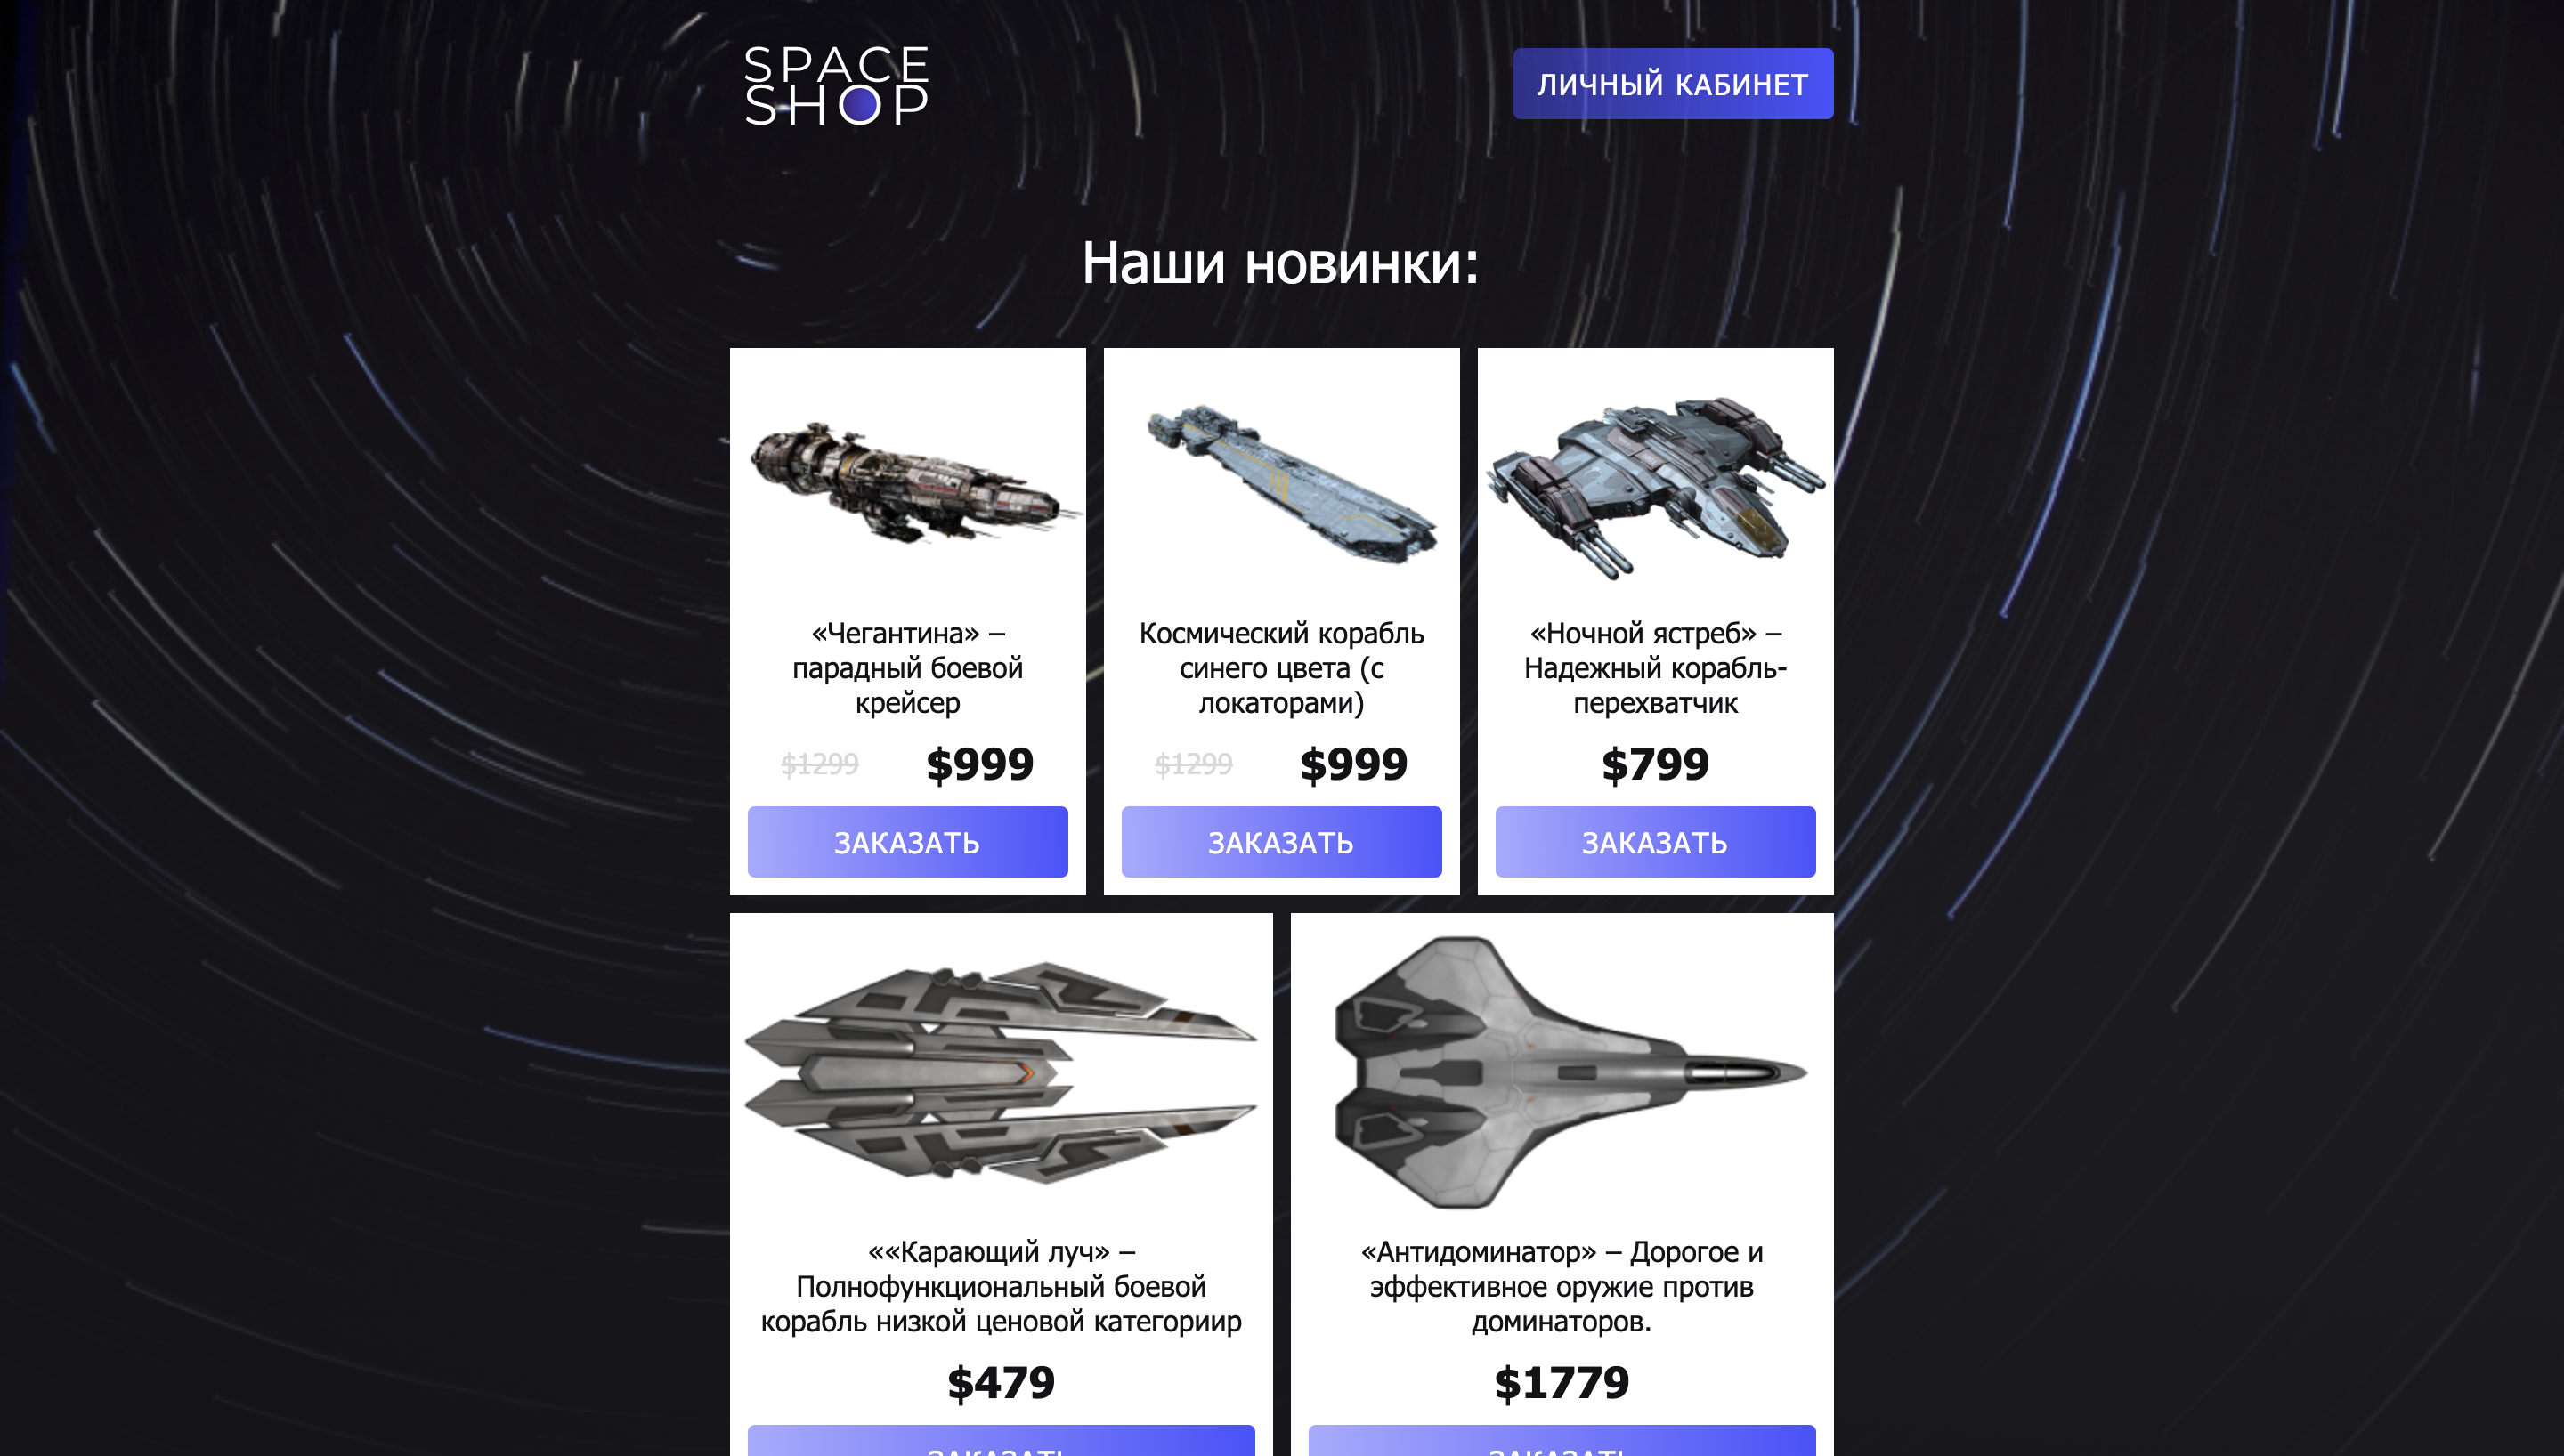 SPACE
SHOP
ЛИЧНЫЙ КАБИНЕТ
Наши новинки:
«Чегантина» –
парадный боевой
крейсер
$1299 $999
ЗАКАЗАТЬ
Космический корабль
синего цвета (с
локаторами)
$1299 $999
ЗАКАЗАТЬ
«Ночной ястреб» –
Надежный корабль-
перехватчик
$799
ЗАКАЗАТЬ
««Карающий луч» –
Полнофункциональный боевой
корабль низкой ценовой категориир
$479
ЗАКАЗАТЬ
«Антидоминатор» – Дорогое и
эффективное оружие против
доминаторов.
$1779
ЗАКАЗАТЬ